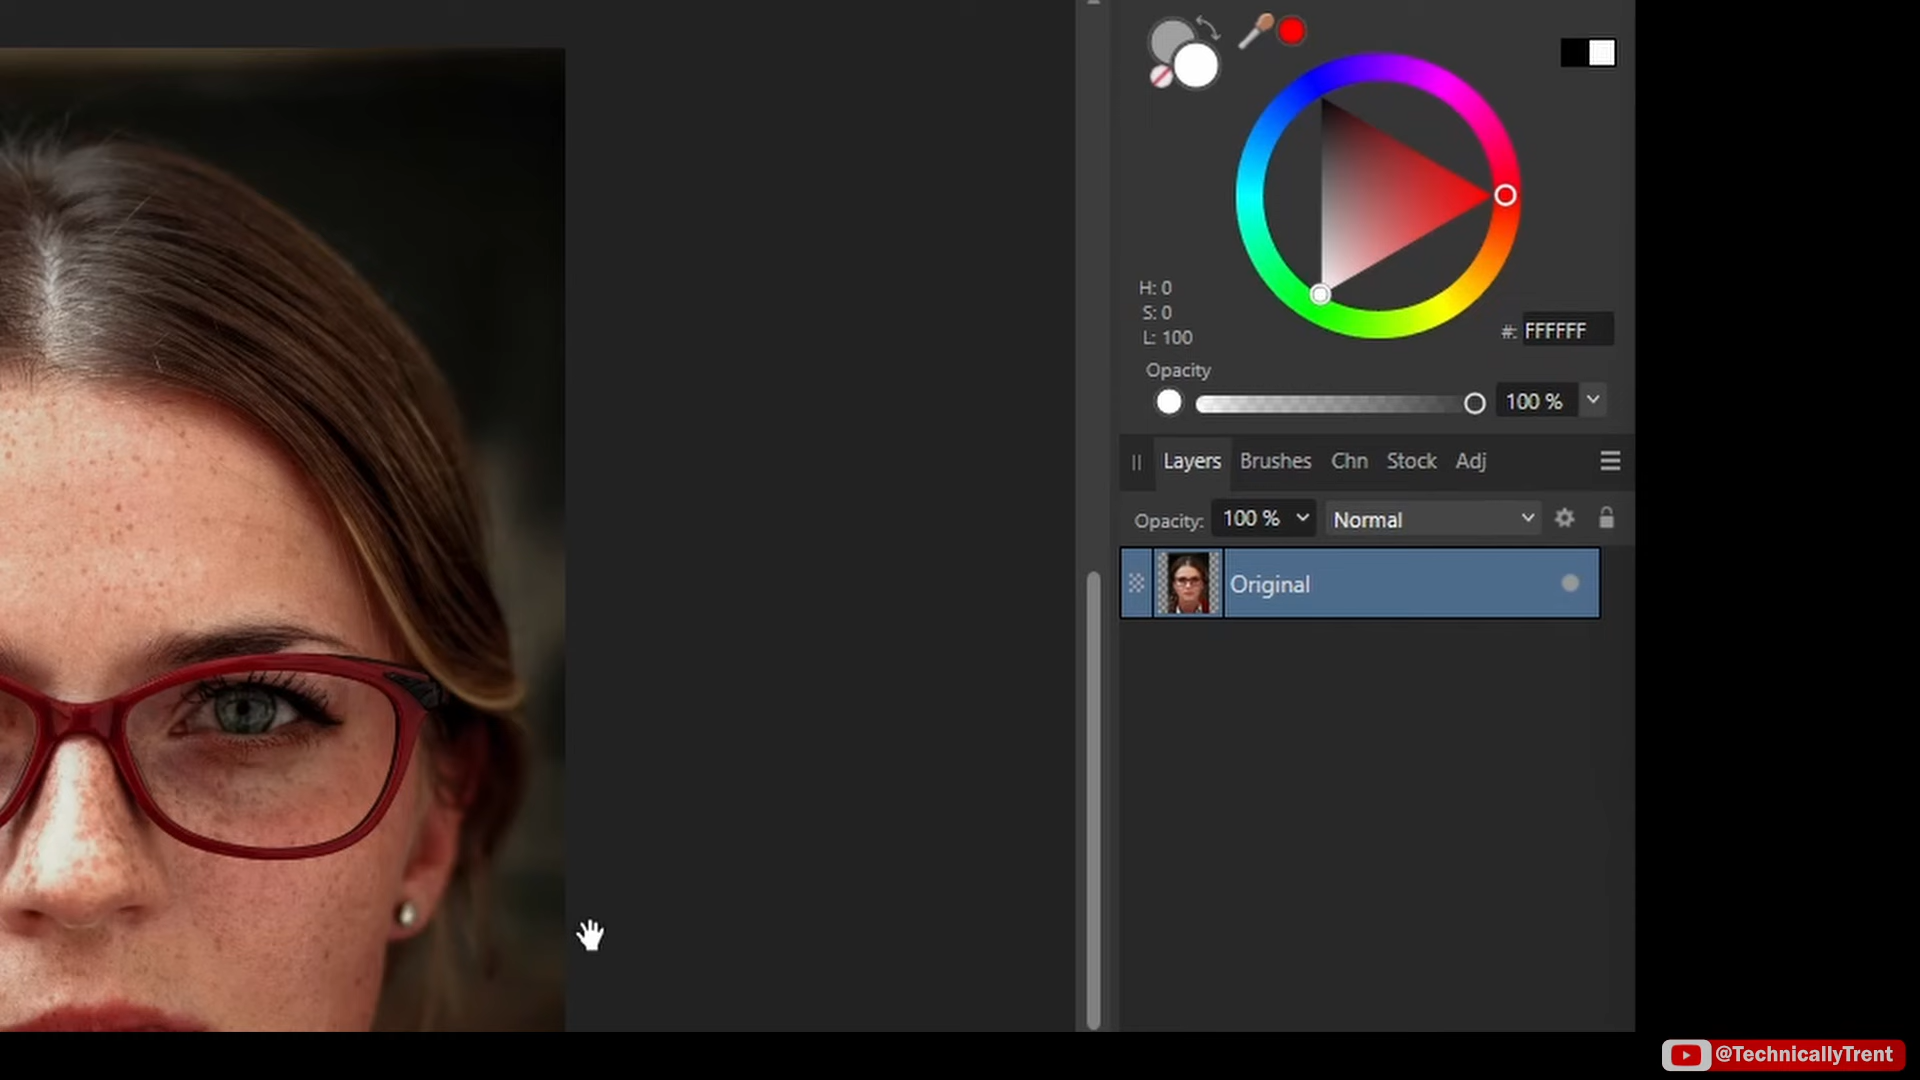 H: 0
S: 0
L: 100
#: FFFFFF
Opacity
100 %
Layers Brushes Chn Stock Adj
Opacity: 100 % Normal
Original
@TechnicallyTrent